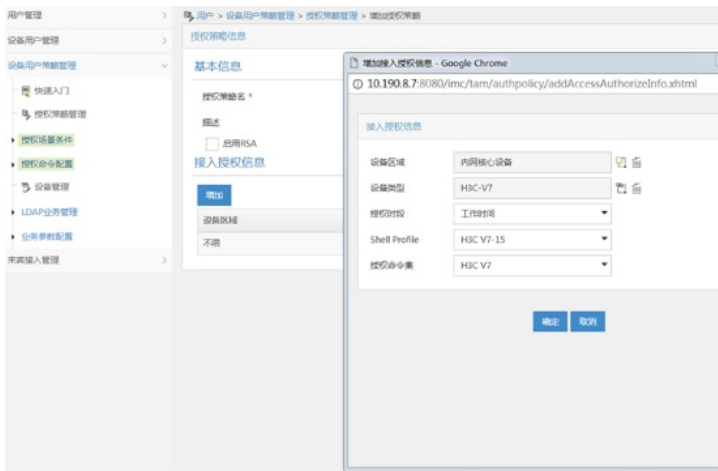 用户管理
设备用户管理
设备用户策略管理
快速入门
授权策略管理
授权场景条件
授权命令配置
设备管理
LDAP业务管理
业务参数配置
来宾接入管理
用户 > 设备用户策略管理 > 授权策略管理 > 增加授权策略
授权策略信息
基本信息
授权策略名 *
描述
启用RSA
接入授权信息
增加
设备区域
不限
增加接入授权信息 - Google Chrome
10.190.8.7:8080/imc/tam/authpolicy/addAccessAuthorizeInfo.xhtml
接入授权信息
设备区域 内网核心设备
设备类型 H3C-V7
授权时段 工作时间
Shell Profile H3C V7-15
授权命令集 H3C V7
确定 取消